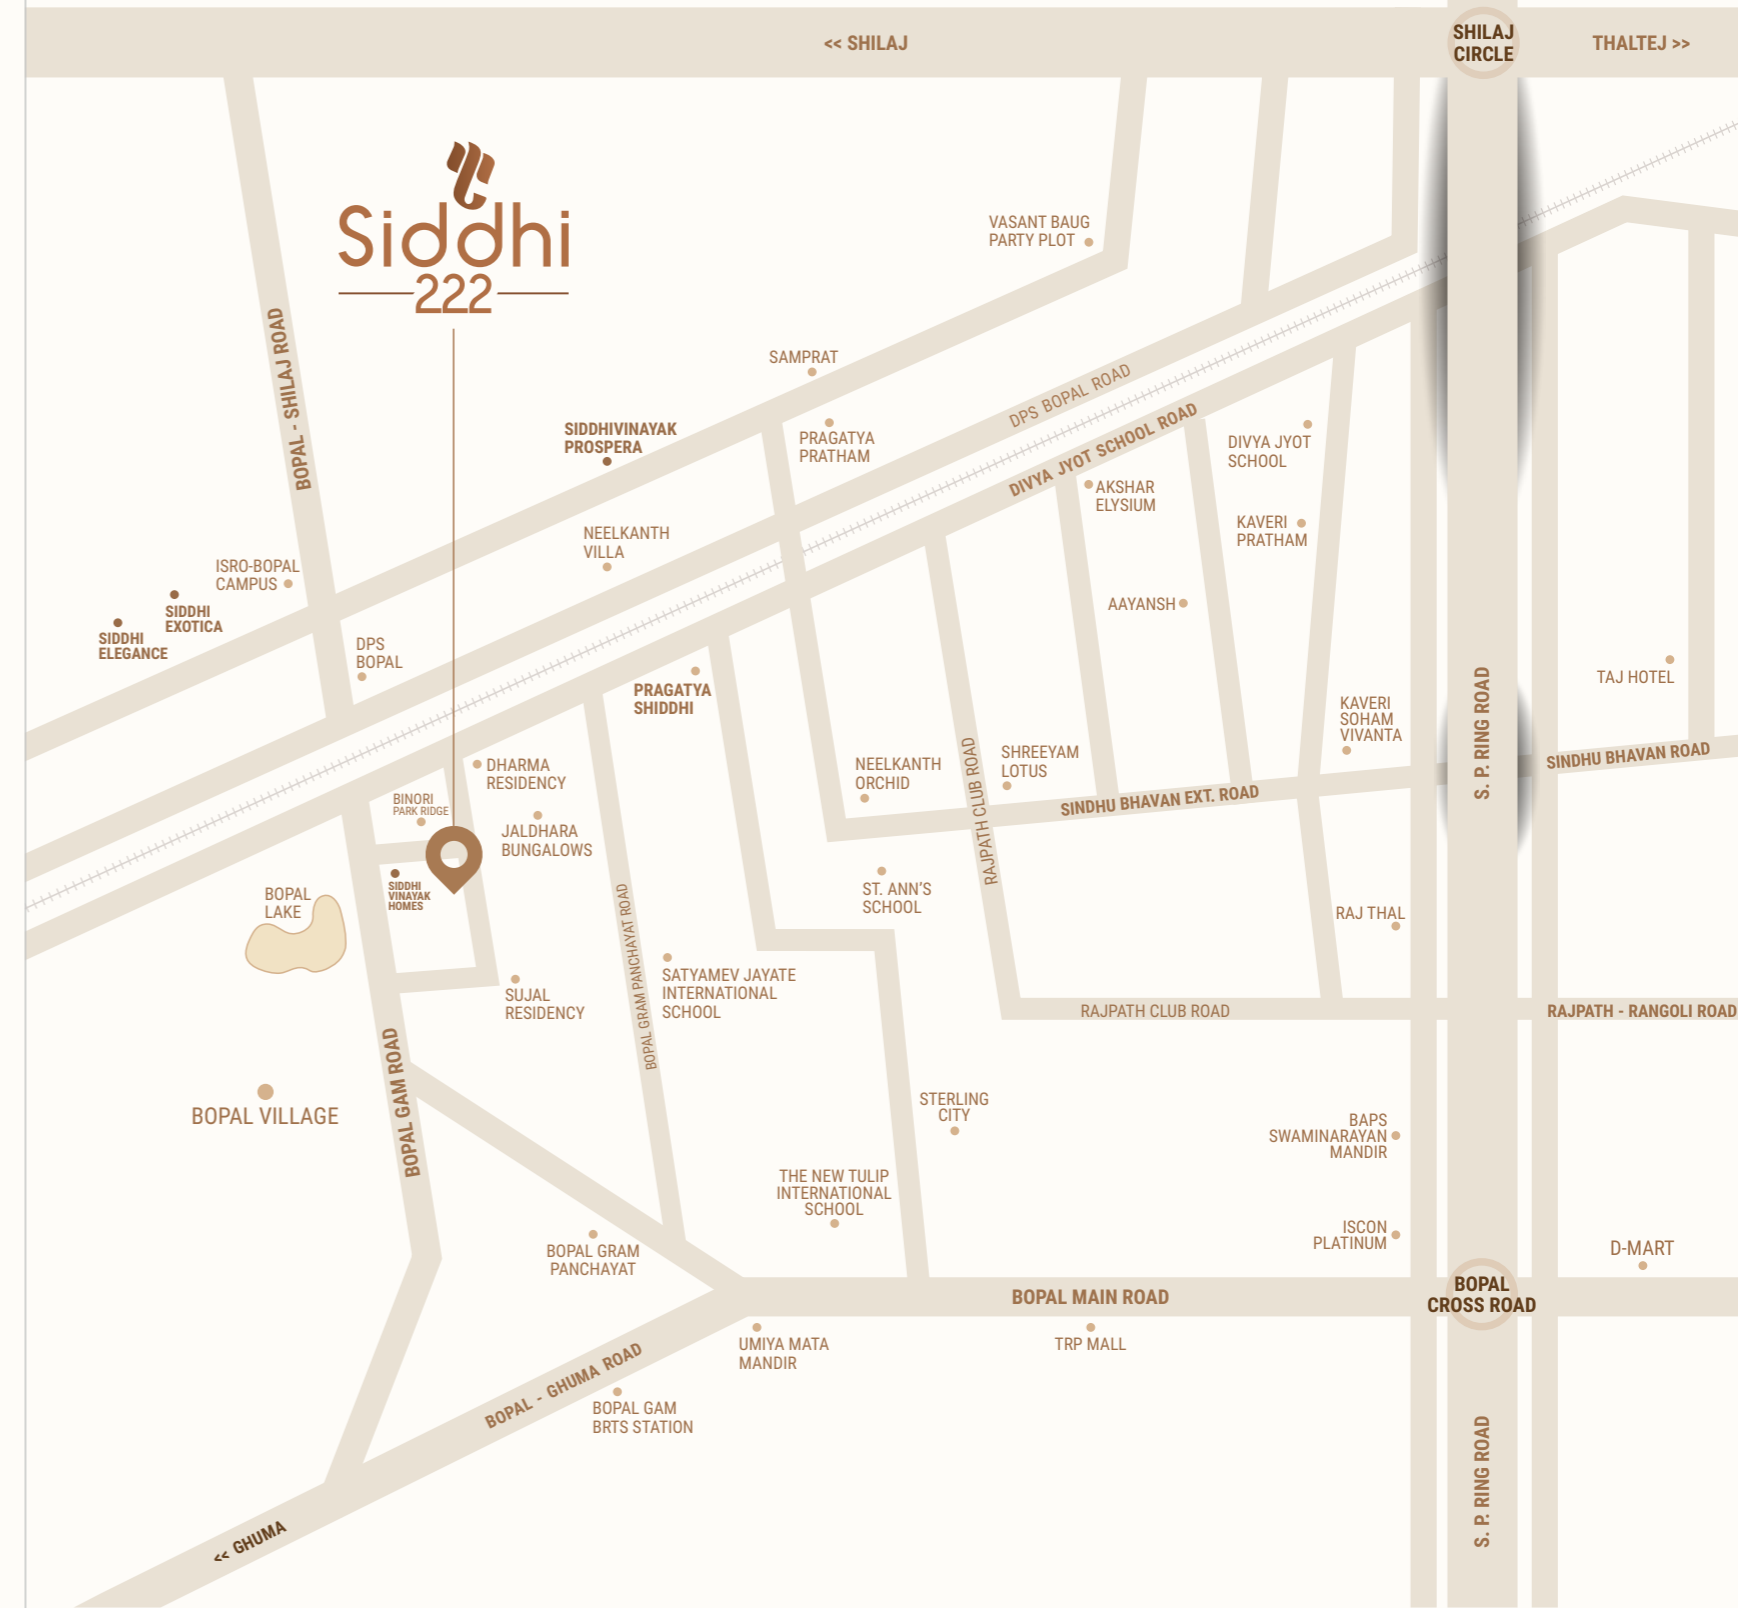 << SHILAJ
SHILAJ
CIRCLE
THALTEJ >>
Siddhi
222
VASANT BAUG
PARTY PLOT
BOPAL - SHILAJ ROAD
SAMPRAT
DPS BOPAL ROAD
DIVYA JYOT SCHOOL ROAD
SIDDHIVINAYAK
PROSPERA
PRAGATYA
PRATHAM
DIVYA JYOT
SCHOOL
AKSHAR
ELYSIUM
KAVERI
PRATHAM
NEELKANTH
VILLA
ISRO-BOPAL
CAMPUS
SIDDHI
EXOTICA
SIDDHI
ELEGANCE
AAYANSH
DPS
BOPAL
PRAGATYA
SHIDDHI
TAJ HOTEL
S. P. RING ROAD
KAVERI
SOHAM
VIVANTA
SINDHU BHAVAN ROAD
DHARMA
RESIDENCY
NEELKANTH
ORCHID
RAJPATH CLUB ROAD
SHREEYAM
LOTUS
SINDHU BHAVAN EXT. ROAD
BINORI
PARK RIDGE
JALDHARA
BUNGALOWS
SIDDHI
VINAYAK
HOMES
BOPAL
LAKE
ST. ANN'S
SCHOOL
RAJ THAL
BOPAL GRAM PANCHAYAT ROAD
SATYAMEV JAYATE
INTERNATIONAL
SCHOOL
SUJAL
RESIDENCY
RAJPATH CLUB ROAD
RAJPATH - RANGOLI ROAD
BOPAL GAM ROAD
BOPAL VILLAGE
STERLING
CITY
BAPS
SWAMINARAYAN
MANDIR
THE NEW TULIP
INTERNATIONAL
SCHOOL
ISCON
PLATINUM
BOPAL GRAM
PANCHAYAT
D-MART
BOPAL MAIN ROAD
BOPAL
CROSS ROAD
UMIYA MATA
MANDIR
TRP MALL
BOPAL - GHUMA ROAD
BOPAL GAM
BRTS STATION
S. P. RING ROAD
<< GHUMA